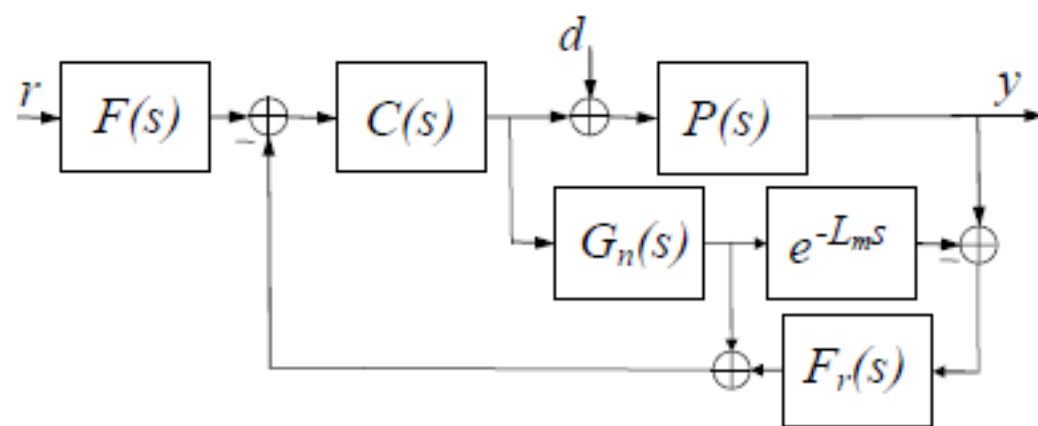 d
r
y
F(s)
C(s)
P(s)
Gₙ(s)
e^{-Lₘs}
Fᵣ(s)